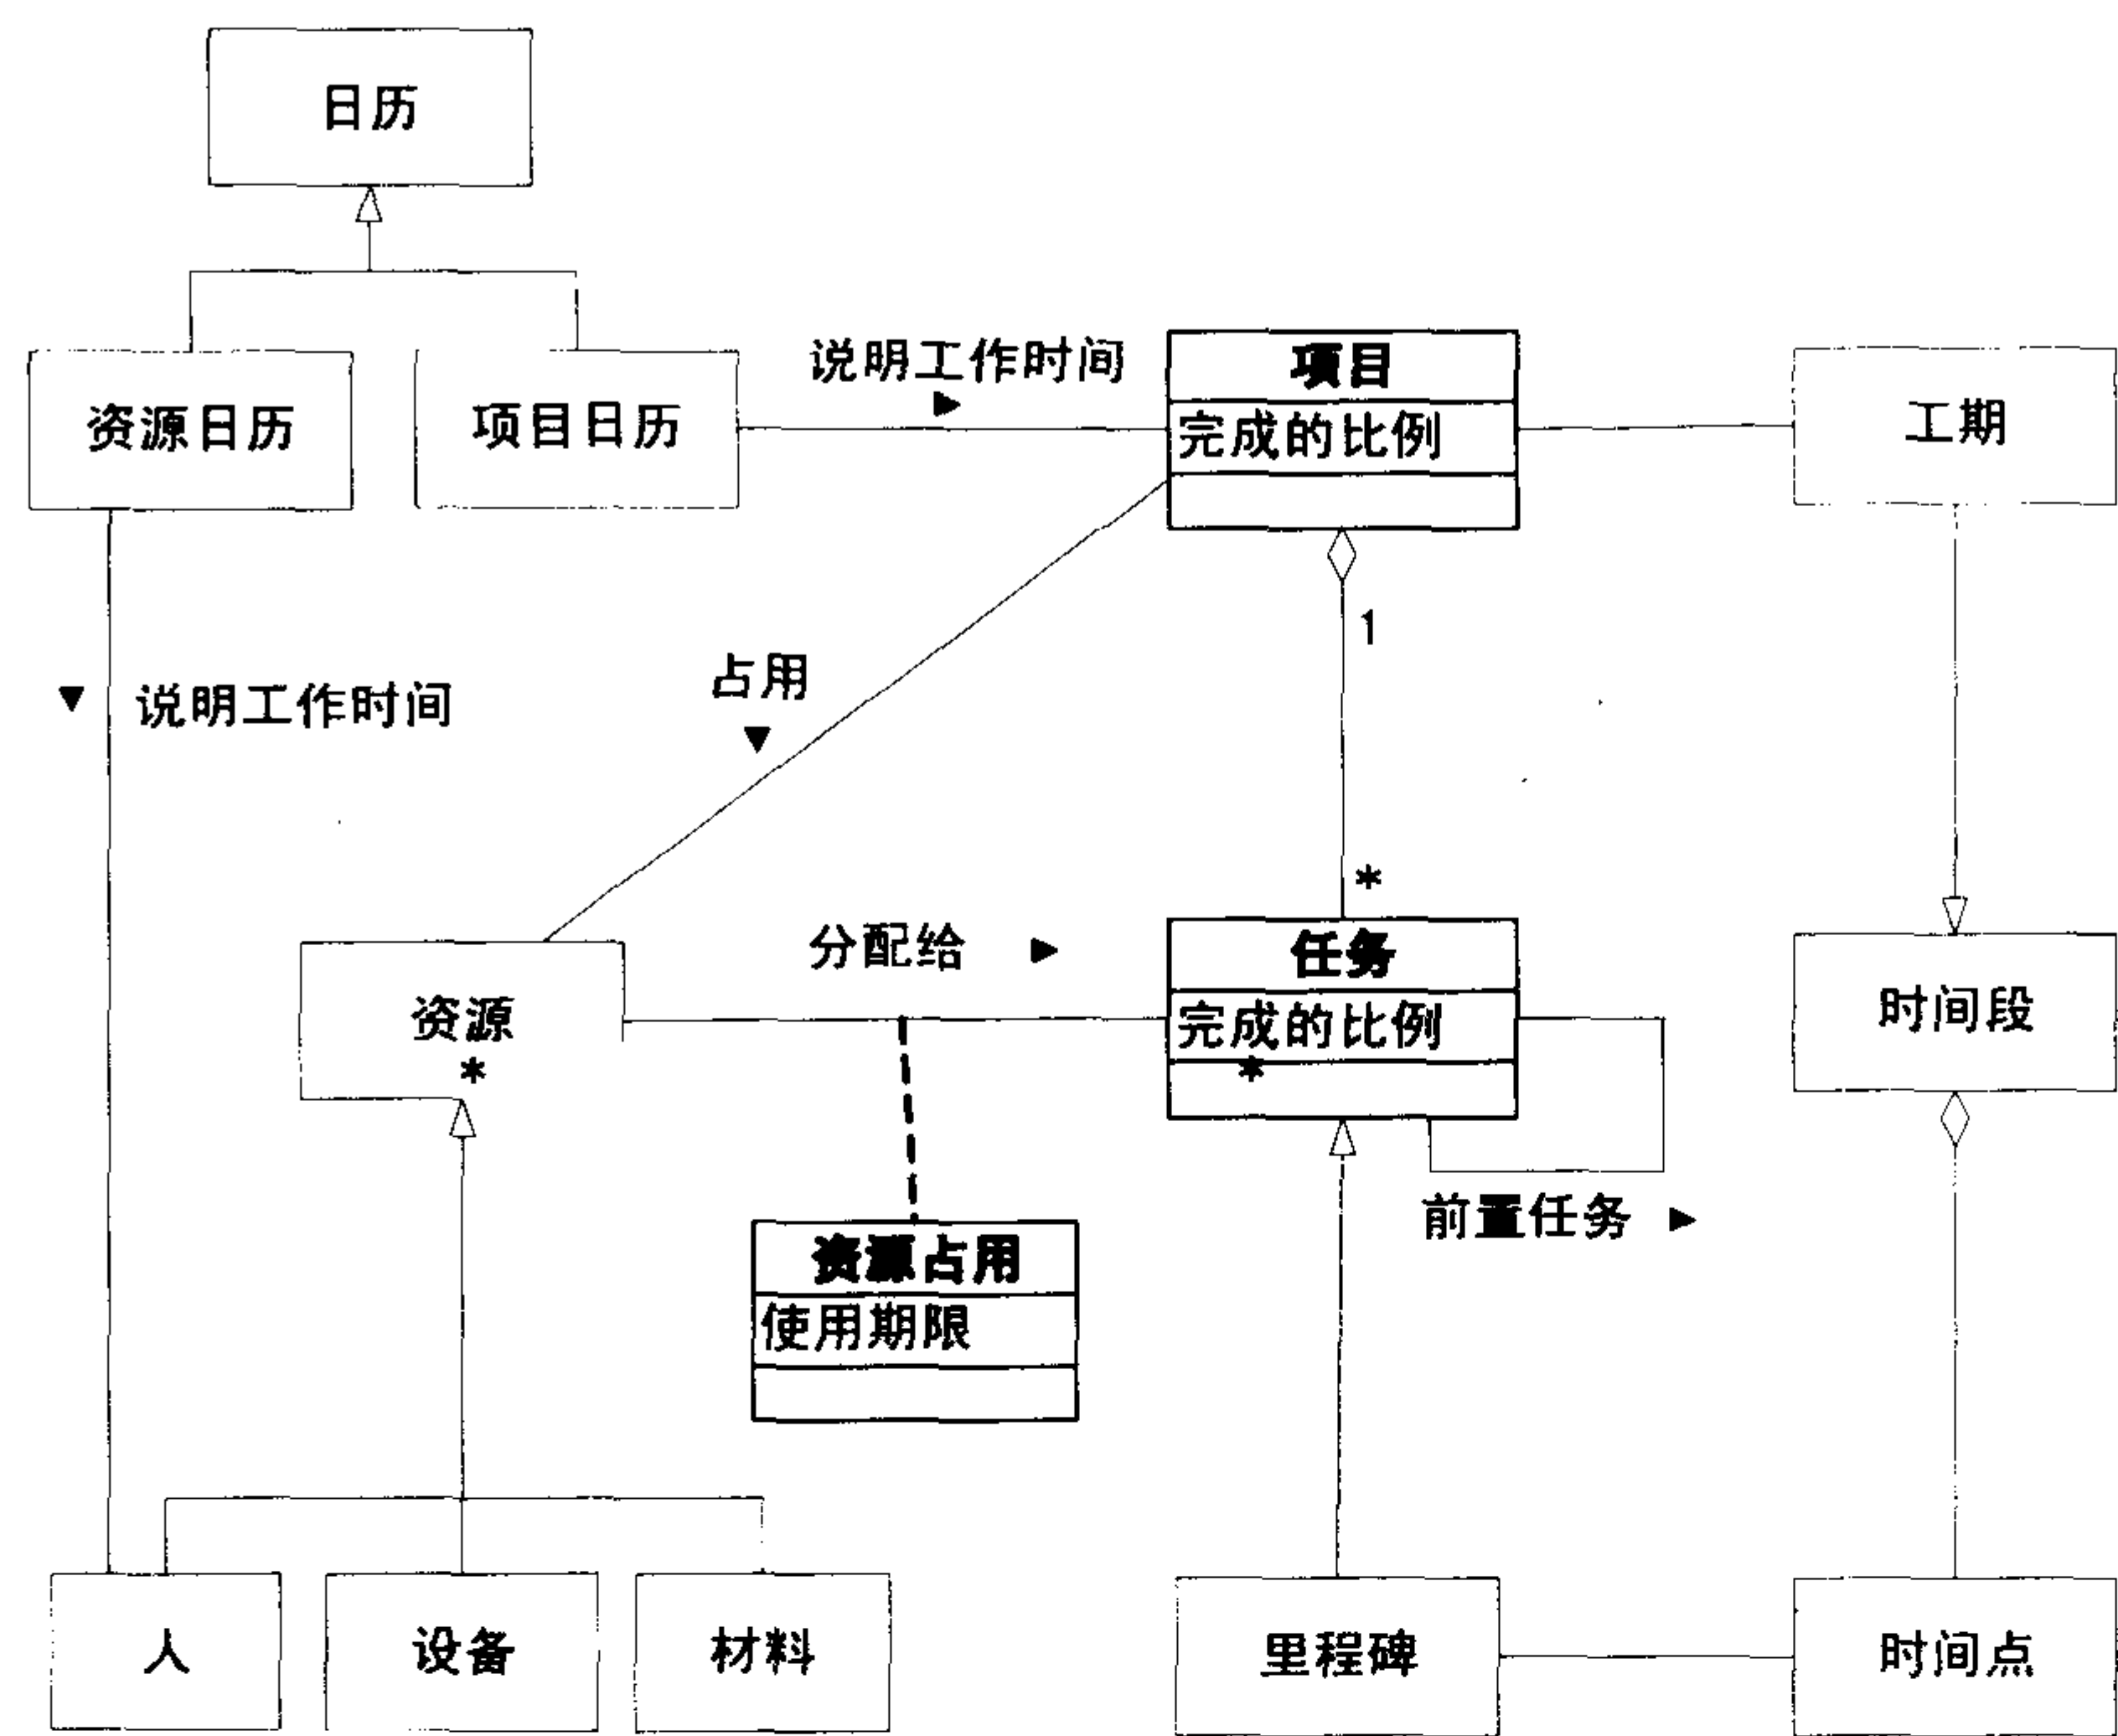 日历
说明工作时间
项目
资源日历
项目日历
完成的比例
工期
1
占用
说明工作时间
*
分配给
任务
资源
完成的比例
时间段
*
*
前置任务
资源占用
使用期限
人
设备
材料
里程碑
时间点